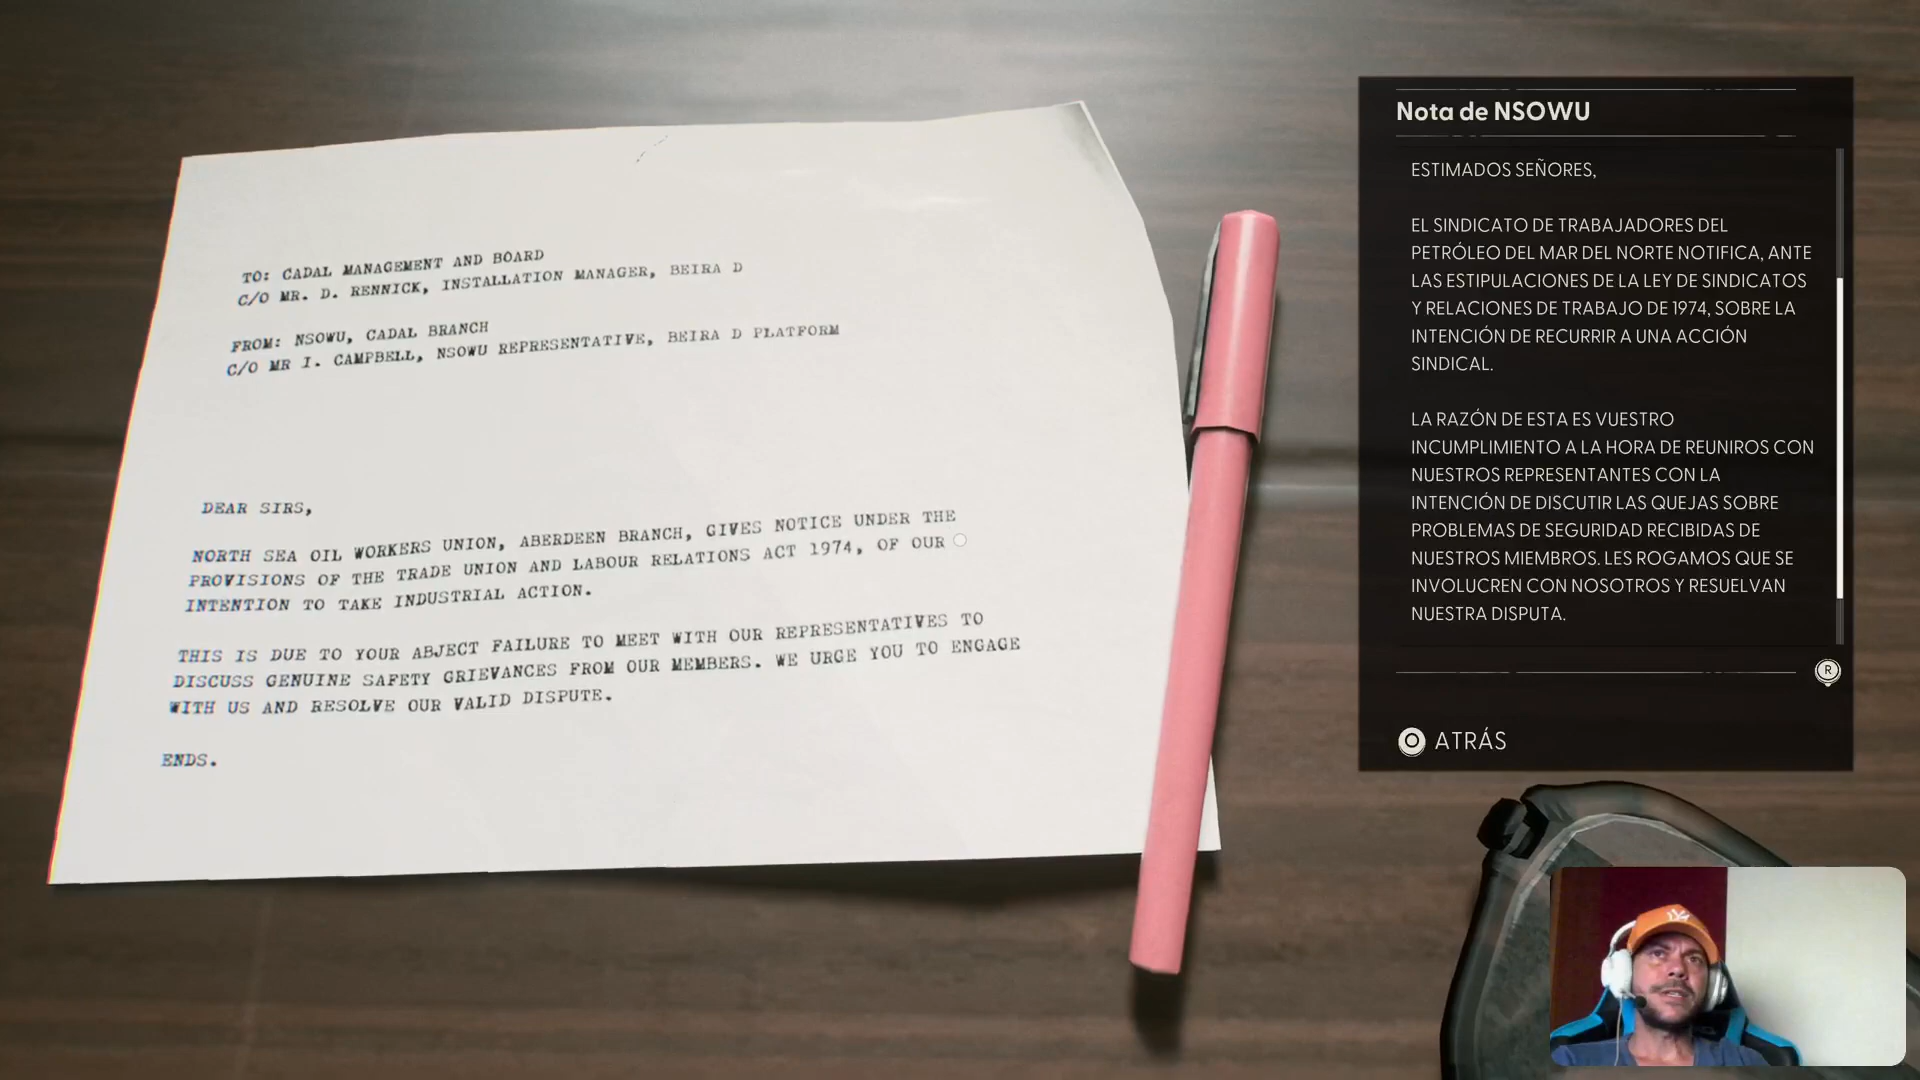 TO: CADAL MANAGEMENT AND BOARD
C/O MR. D. RENNICK, INSTALLATION MANAGER, BEIRA D
FROM: NSOWU, CADAL BRANCH
C/O MR I. CAMPBELL, NSOWU REPRESENTATIVE, BEIRA D PLATFORM
DEAR SIRS,
NORTH SEA OIL WORKERS UNION, ABERDEEN BRANCH, GIVES NOTICE UNDER THE
PROVISIONS OF THE TRADE UNION AND LABOUR RELATIONS ACT 1974, OF OUR
INTENTION TO TAKE INDUSTRIAL ACTION.
THIS IS DUE TO YOUR ABJECT FAILURE TO MEET WITH OUR REPRESENTATIVES TO
DISCUSS GENUINE SAFETY GRIEVANCES FROM OUR MEMBERS. WE URGE YOU TO ENGAGE
WITH US AND RESOLVE OUR VALID DISPUTE.
ENDS.
Nota de NSOWU
ESTIMADOS SEÑORES,
EL SINDICATO DE TRABAJADORES DEL
PETRÓLEO DEL MAR DEL NORTE NOTIFICA, ANTE
LAS ESTIPULACIONES DE LA LEY DE SINDICATOS
Y RELACIONES DE TRABAJO DE 1974, SOBRE LA
INTENCIÓN DE RECURRIR A UNA ACCIÓN
SINDICAL.
LA RAZÓN DE ESTA ES VUESTRO
INCUMPLIMIENTO A LA HORA DE REUNIROS CON
NUESTROS REPRESENTANTES CON LA
INTENCIÓN DE DISCUTIR LAS QUEJAS SOBRE
PROBLEMAS DE SEGURIDAD RECIBIDAS DE
NUESTROS MIEMBROS. LES ROGAMOS QUE SE
INVOLUCREN CON NOSOTROS Y RESUELVAN
NUESTRA DISPUTA.
R
ATRÁS